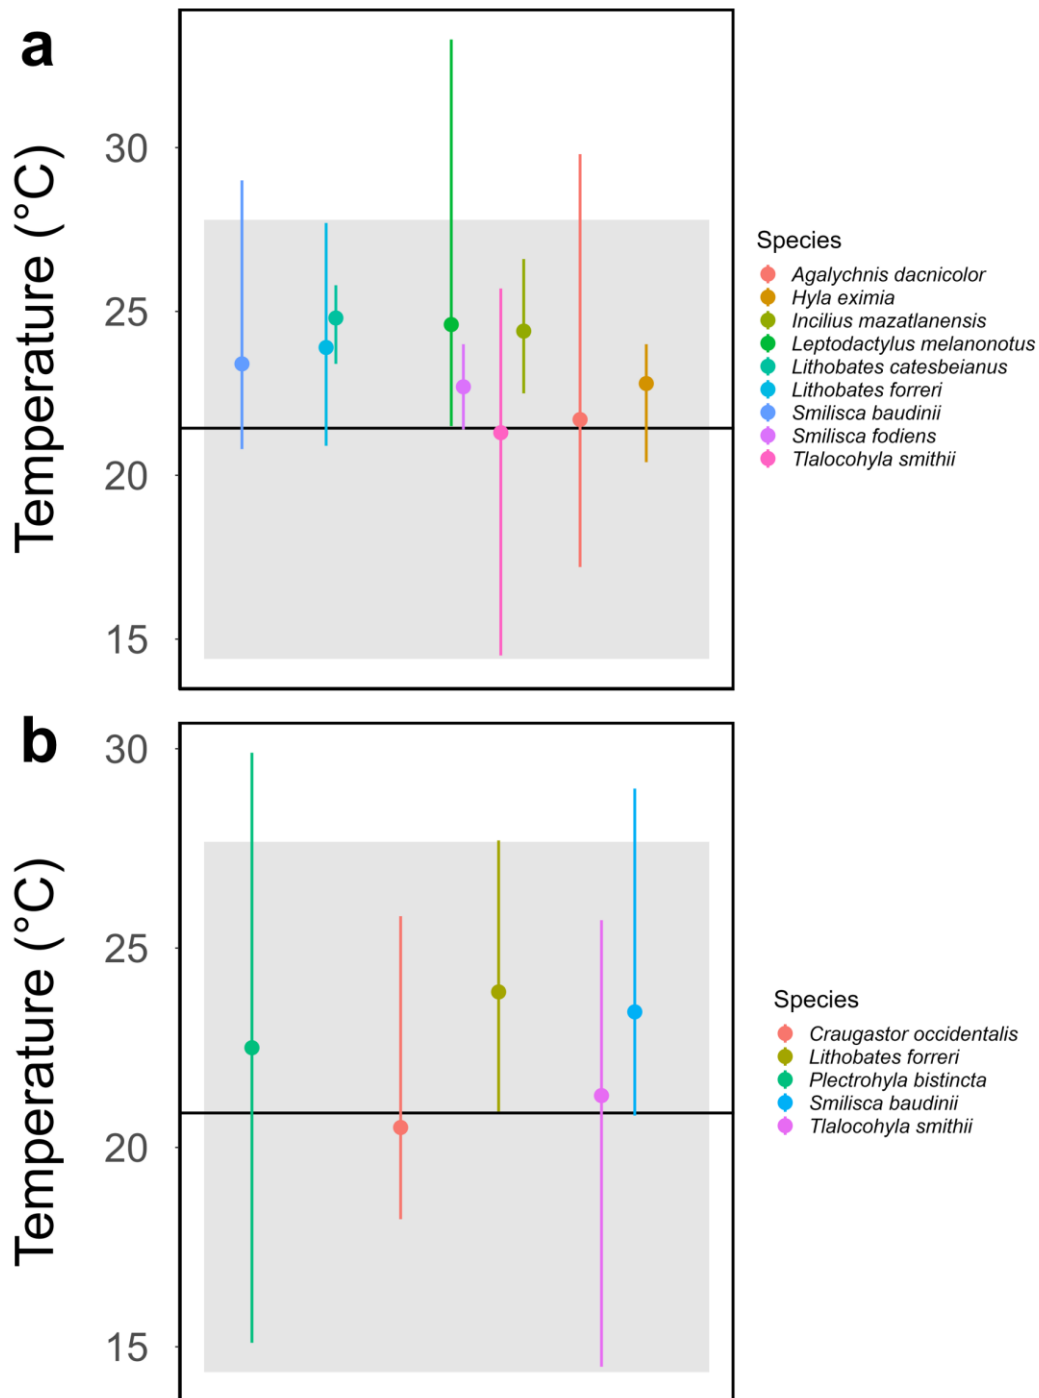 a
Temperature (°C)
30
25
20
15
Species
Agalychnis dacnicolor
Hyla eximia
Incilius mazatlanensis
Leptodactylus melanonotus
Lithobates catesbeianus
Lithobates forreri
Smilisca baudinii
Smilisca fodiens
Tlalocohyla smithii
b
Temperature (°C)
30
25
20
15
Species
Craugastor occidentalis
Lithobates forreri
Plectrohyla bistincta
Smilisca baudinii
Tlalocohyla smithii